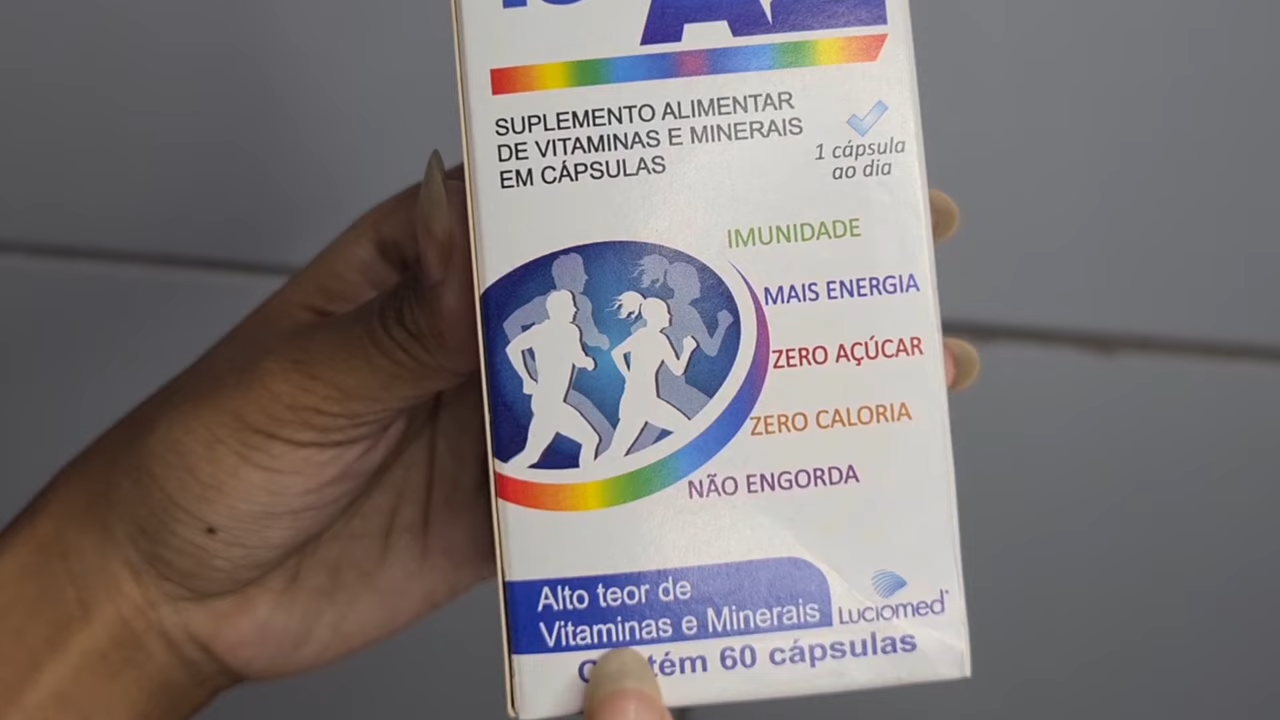 SUPLEMENTO ALIMENTAR
DE VITAMINAS E MINERAIS
EM CÁPSULAS
1 cápsula
ao dia
IMUNIDADE
MAIS ENERGIA
ZERO AÇÚCAR
ZERO CALORIA
NÃO ENGORDA
Alto teor de
Vitaminas e Minerais
Luciomed
60 cápsulas